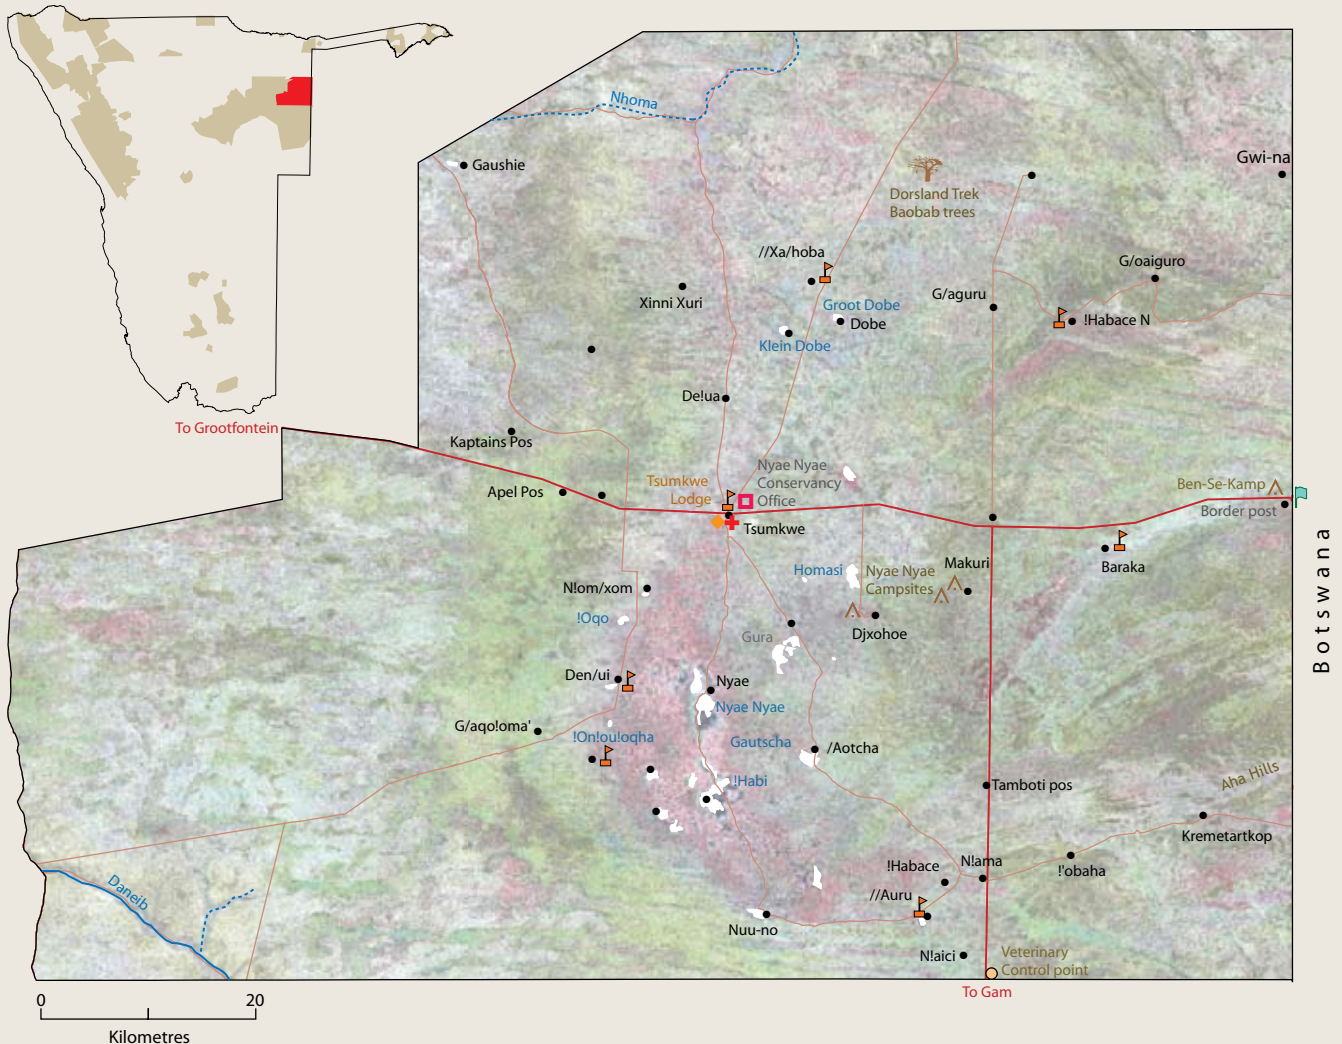 Nhoma
Gaushie
Gwi-na
Dorsland Trek
Baobab trees
//Xa/hoba
G/oaiguro
Xinni Xuri
Groot Dobe
G/aguru
Dobe
!Habace N
Klein Dobe
De!ua
To Grootfontein
Kaptains Pos
Nyae Nyae
Conservancy
Office
Tsumkwe
Lodge
Apel Pos
Ben-Se-Kamp
Border post
Tsumkwe
Botswana
Baraka
Makuri
Homasi
Nyae Nyae
Campsites
N!om/xom
!Oqo
Djxohoe
Gura
Den/ui
Nyae
Nyae Nyae
G/aqo!oma'
!On!ou!oqha
Gautscha
/Aotcha
!Habi
Tamboti pos
Aha Hills
Kremetartkop
!Habace
N!ama
!'obaha
Daneib
//Auru
Nuu-no
N!aici
Veterinary
Control point
To Gam
0
20
Kilometres